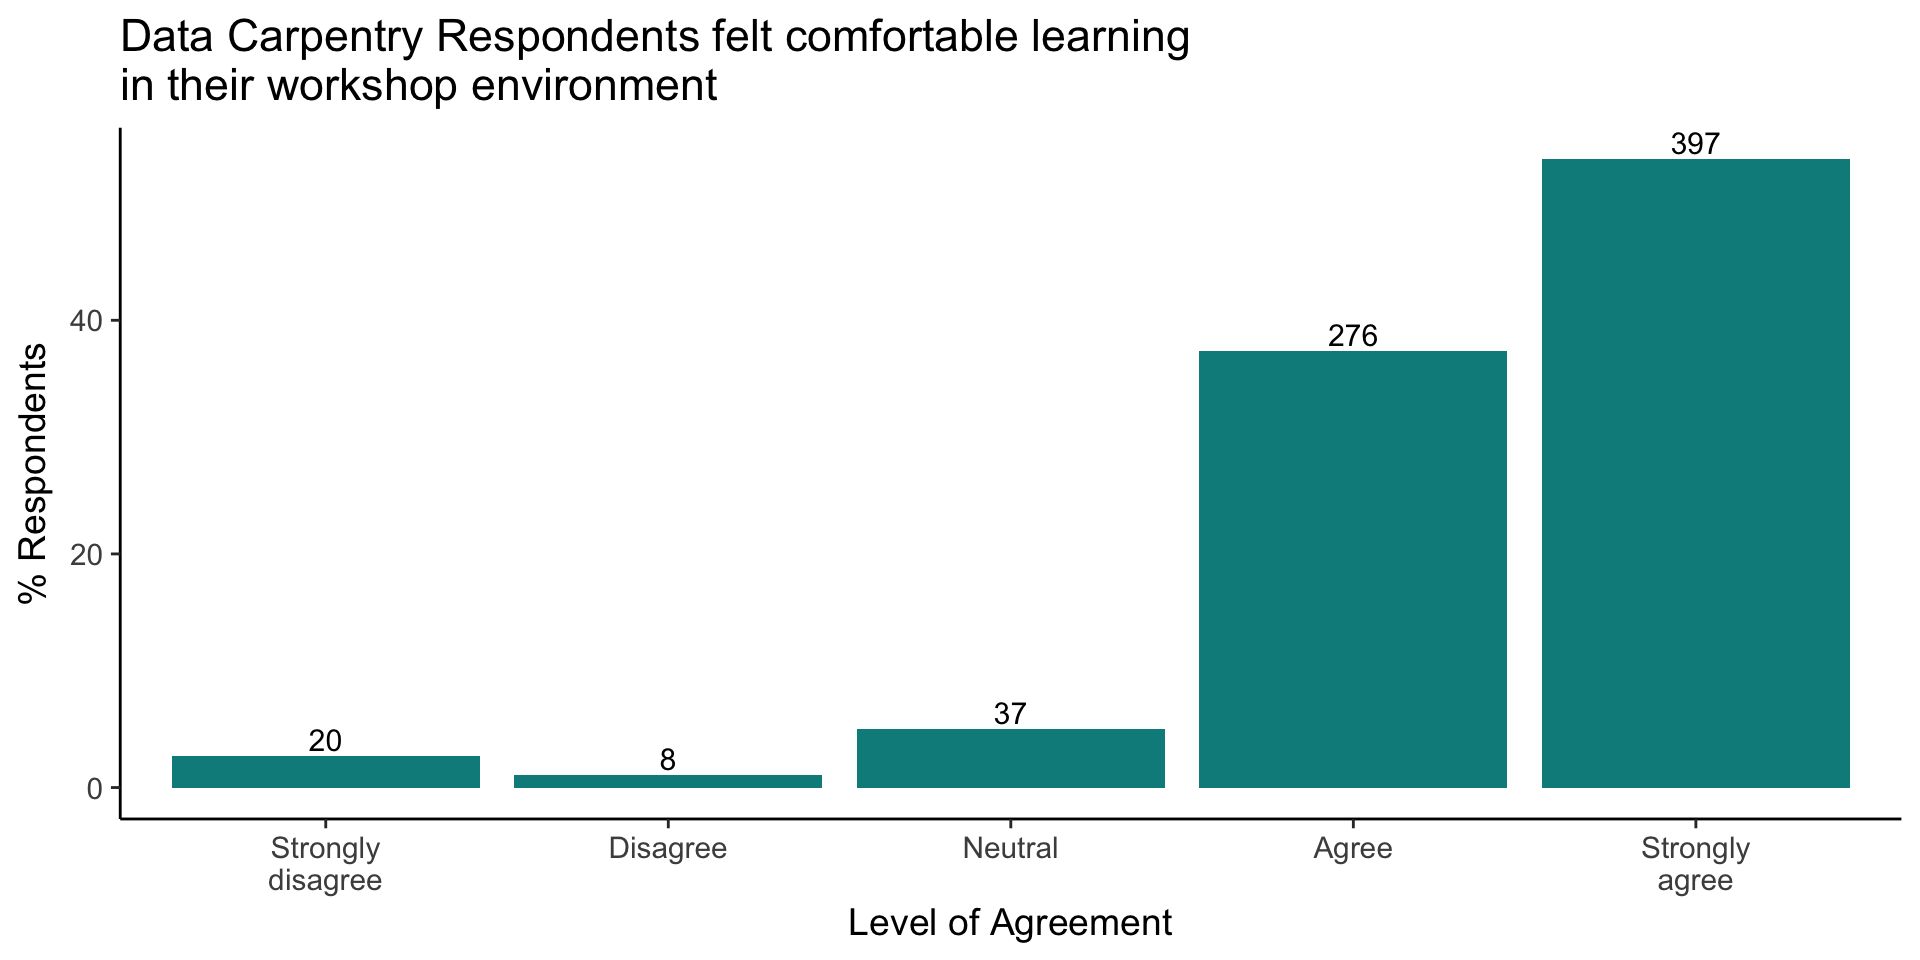 Data Carpentry Respondents felt comfortable learning
in their workshop environment
% Respondents
40
20
0
20
8
37
276
397
Strongly
disagree
Disagree
Neutral
Agree
Strongly
agree
Level of Agreement